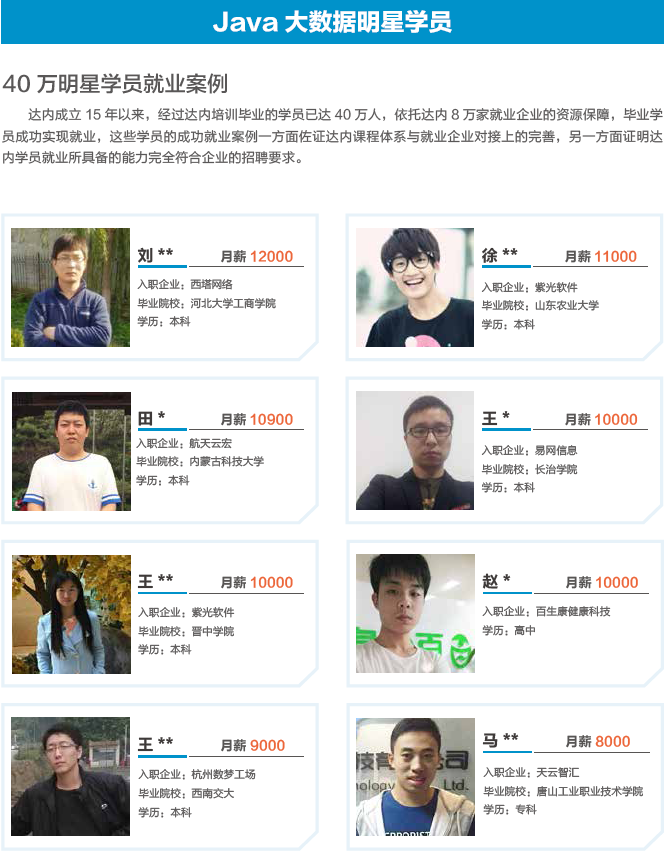 Java 大数据明星学员
40 万明星学员就业案例
达内成立 15 年以来，经过达内培训毕业的学员已达 40 万人，依托达内 8 万家就业企业的资源保障，毕业学
员成功实现就业，这些学员的成功就业案例一方面佐证达内课程体系与就业企业对接上的完善，另一方面证明达
内学员就业所具备的能力完全符合企业的招聘要求。
刘 ** 月薪 12000
入职企业：西塔网络
毕业院校：河北大学工商学院
学历：本科
徐 ** 月薪 11000
入职企业：紫光软件
毕业院校：山东农业大学
学历：本科
田 * 月薪 10900
入职企业：航天云宏
毕业院校：内蒙古科技大学
学历：本科
王 * 月薪 10000
入职企业：易网信息
毕业院校：长治学院
学历：本科
王 ** 月薪 10000
入职企业：紫光软件
毕业院校：晋中学院
学历：本科
赵 * 月薪 10000
入职企业：百生康健康科技
学历：高中
百
王 ** 月薪 9000
入职企业：杭州数梦工场
毕业院校：西南交大
学历：本科
马 ** 月薪 8000
入职企业：天云智汇
毕业院校：唐山工业职业技术学院
学历：专科
技 司
nology Ltd.